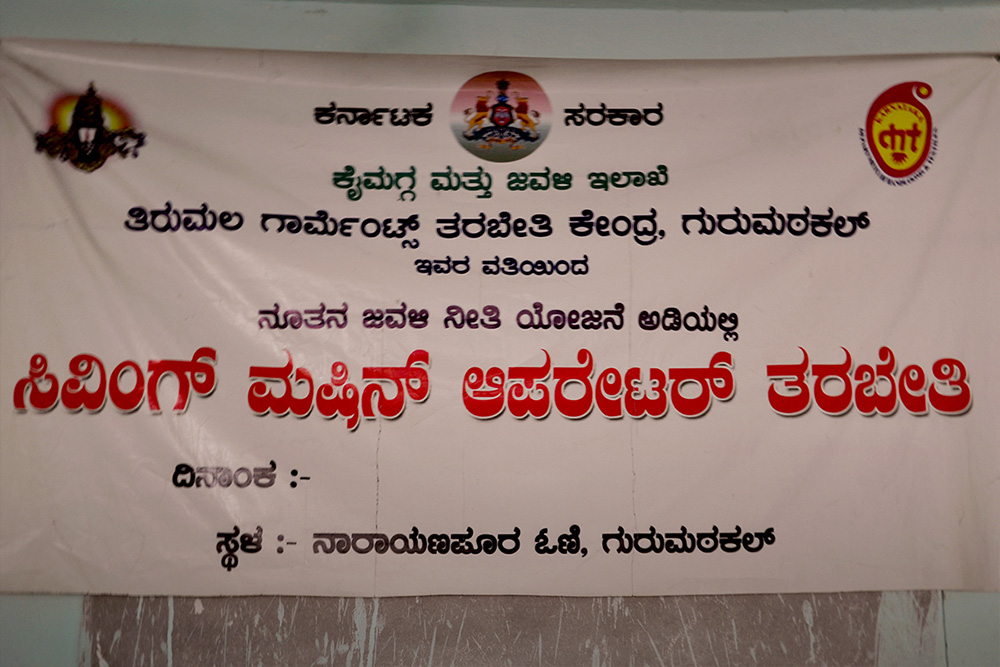 ಕರ್ನಾಟಕ ಸರಕಾರ
ಕೈಮಗ್ಗ ಮತ್ತು ಜವಳಿ ಇಲಾಖೆ
ತಿರುಮಲ ಗಾರ್ಮೆಂಟ್ಸ್ ತರಬೇತಿ ಕೇಂದ್ರ, ಗುರುಮಠಕಲ್
ಇವರ ವತಿಯಿಂದ
ನೂತನ ಜವಳಿ ನೀತಿ ಯೋಜನೆ ಅಡಿಯಲ್ಲಿ
ಸಿವಿಂಗ್ ಮಷಿನ್ ಆಪರೇಟರ್ ತರಬೇತಿ
ದಿನಾಂಕ :-
ಸ್ಥಳ :- ನಾರಾಯಣಪೂರ ಓಣಿ, ಗುರುಮಠಕಲ್